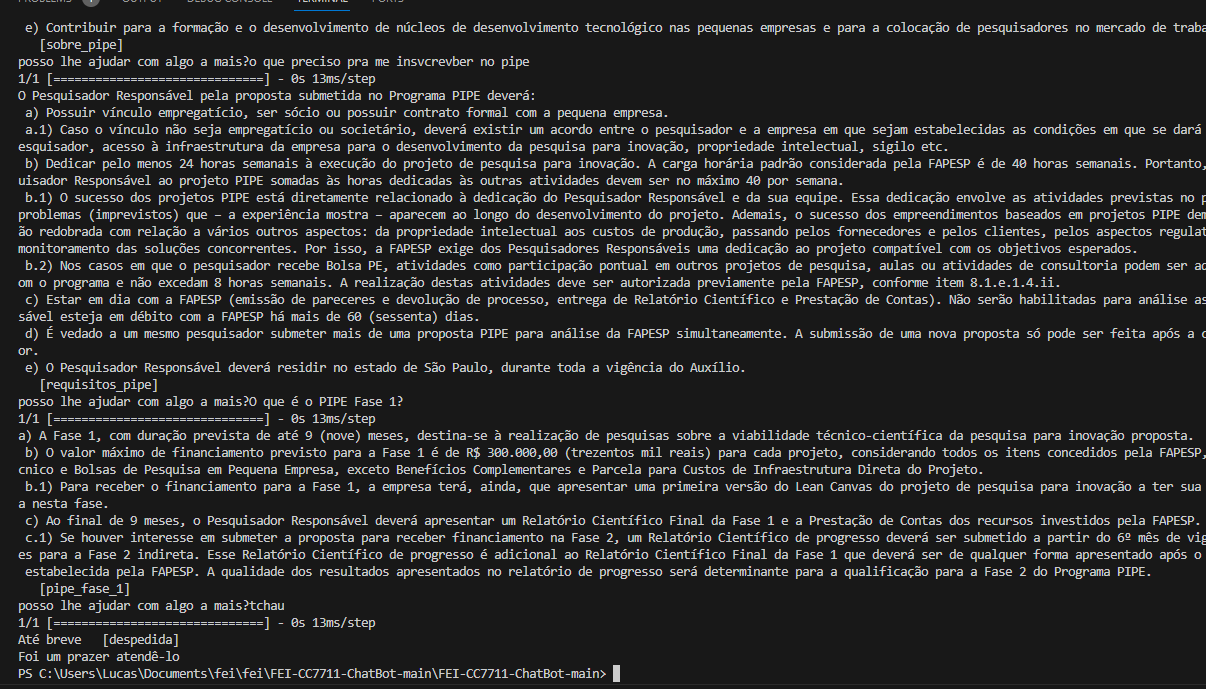 PROBLEMS 1 OUTPUT DEBUG CONSOLE TERMINAL PORTS
e) Contribuir para a formação e o desenvolvimento de núcleos de desenvolvimento tecnológico nas pequenas empresas e para a colocação de pesquisadores no mercado de traba
[sobre_pipe]
posso lhe ajudar com algo a mais?o que preciso pra me insvcrevber no pipe
1/1 [==============================] - 0s 13ms/step
O Pesquisador Responsável pela proposta submetida no Programa PIPE deverá:
a) Possuir vínculo empregatício, ser sócio ou possuir contrato formal com a pequena empresa.
a.1) Caso o vínculo não seja empregatício ou societário, deverá existir um acordo entre o pesquisador e a empresa em que sejam estabelecidas as condições em que se dará
esquisador, acesso à infraestrutura da empresa para o desenvolvimento da pesquisa para inovação, propriedade intelectual, sigilo etc.
b) Dedicar pelo menos 24 horas semanais à execução do projeto de pesquisa para inovação. A carga horária padrão considerada pela FAPESP é de 40 horas semanais. Portanto,
uisador Responsável ao projeto PIPE somadas às horas dedicadas às outras atividades devem ser no máximo 40 por semana.
b.1) O sucesso dos projetos PIPE está diretamente relacionado à dedicação do Pesquisador Responsável e da sua equipe. Essa dedicação envolve as atividades previstas no p
problemas (imprevistos) que – a experiência mostra – aparecem ao longo do desenvolvimento do projeto. Ademais, o sucesso dos empreendimentos baseados em projetos PIPE dem
ão redobrada com relação a vários outros aspectos: da propriedade intelectual aos custos de produção, passando pelos fornecedores e pelos clientes, pelos aspectos regulat
monitoramento das soluções concorrentes. Por isso, a FAPESP exige dos Pesquisadores Responsáveis uma dedicação ao projeto compatível com os objetivos esperados.
b.2) Nos casos em que o pesquisador recebe Bolsa PE, atividades como participação pontual em outros projetos de pesquisa, aulas ou atividades de consultoria podem ser ac
om o programa e não excedam 8 horas semanais. A realização destas atividades deve ser autorizada previamente pela FAPESP, conforme item 8.1.e.1.4.ii.
c) Estar em dia com a FAPESP (emissão de pareceres e devolução de processo, entrega de Relatório Científico e Prestação de Contas). Não serão habilitadas para análise as
sável esteja em débito com a FAPESP há mais de 60 (sessenta) dias.
d) É vedado a um mesmo pesquisador submeter mais de uma proposta PIPE para análise da FAPESP simultaneamente. A submissão de uma nova proposta só pode ser feita após a c
or.
e) O Pesquisador Responsável deverá residir no estado de São Paulo, durante toda a vigência do Auxílio.
[requisitos_pipe]
posso lhe ajudar com algo a mais?O que é o PIPE Fase 1?
1/1 [==============================] - 0s 13ms/step
a) A Fase 1, com duração prevista de até 9 (nove) meses, destina-se à realização de pesquisas sobre a viabilidade técnico-científica da pesquisa para inovação proposta.
b) O valor máximo de financiamento previsto para a Fase 1 é de R$ 300.000,00 (trezentos mil reais) para cada projeto, considerando todos os itens concedidos pela FAPESP,
cnico e Bolsas de Pesquisa em Pequena Empresa, exceto Benefícios Complementares e Parcela para Custos de Infraestrutura Direta do Projeto.
b.1) Para receber o financiamento para a Fase 1, a empresa terá, ainda, que apresentar uma primeira versão do Lean Canvas do projeto de pesquisa para inovação a ter sua
a nesta fase.
c) Ao final de 9 meses, o Pesquisador Responsável deverá apresentar um Relatório Científico Final da Fase 1 e a Prestação de Contas dos recursos investidos pela FAPESP.
c.1) Se houver interesse em submeter a proposta para receber financiamento na Fase 2, um Relatório Científico de progresso deverá ser submetido a partir do 6º mês de vig
es para a Fase 2 indireta. Esse Relatório Científico de progresso é adicional ao Relatório Científico Final da Fase 1 que deverá ser de qualquer forma apresentado após o
estabelecida pela FAPESP. A qualidade dos resultados apresentados no relatório de progresso será determinante para a qualificação para a Fase 2 do Programa PIPE.
[pipe_fase_1]
posso lhe ajudar com algo a mais?tchau
1/1 [==============================] - 0s 13ms/step
Até breve   [despedida]
Foi um prazer atendê-lo
PS C:\Users\Lucas\Documents\fei\fei\FEI-CC7711-ChatBot-main\FEI-CC7711-ChatBot-main>